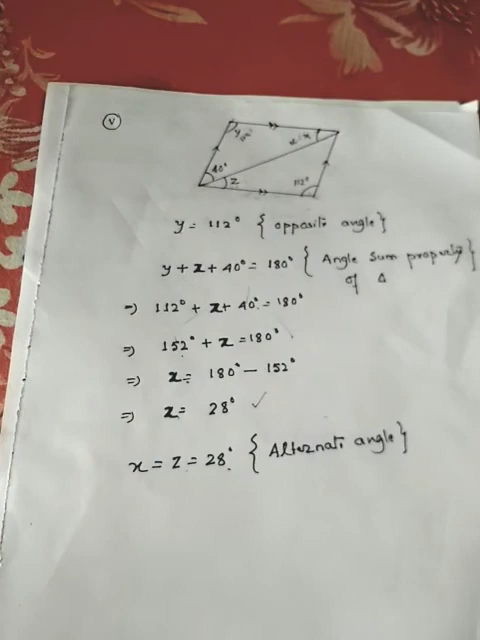 v
40° z 112°
y = 112° { opposite angle}
y + x + 40° = 180° { Angle sum property of Δ
⇒ 112° + x + 40° = 180°
⇒ 152° + x = 180°
⇒ x = 180° - 152°
⇒ x = 28° ✓
x = z = 28° { Alternate angle}